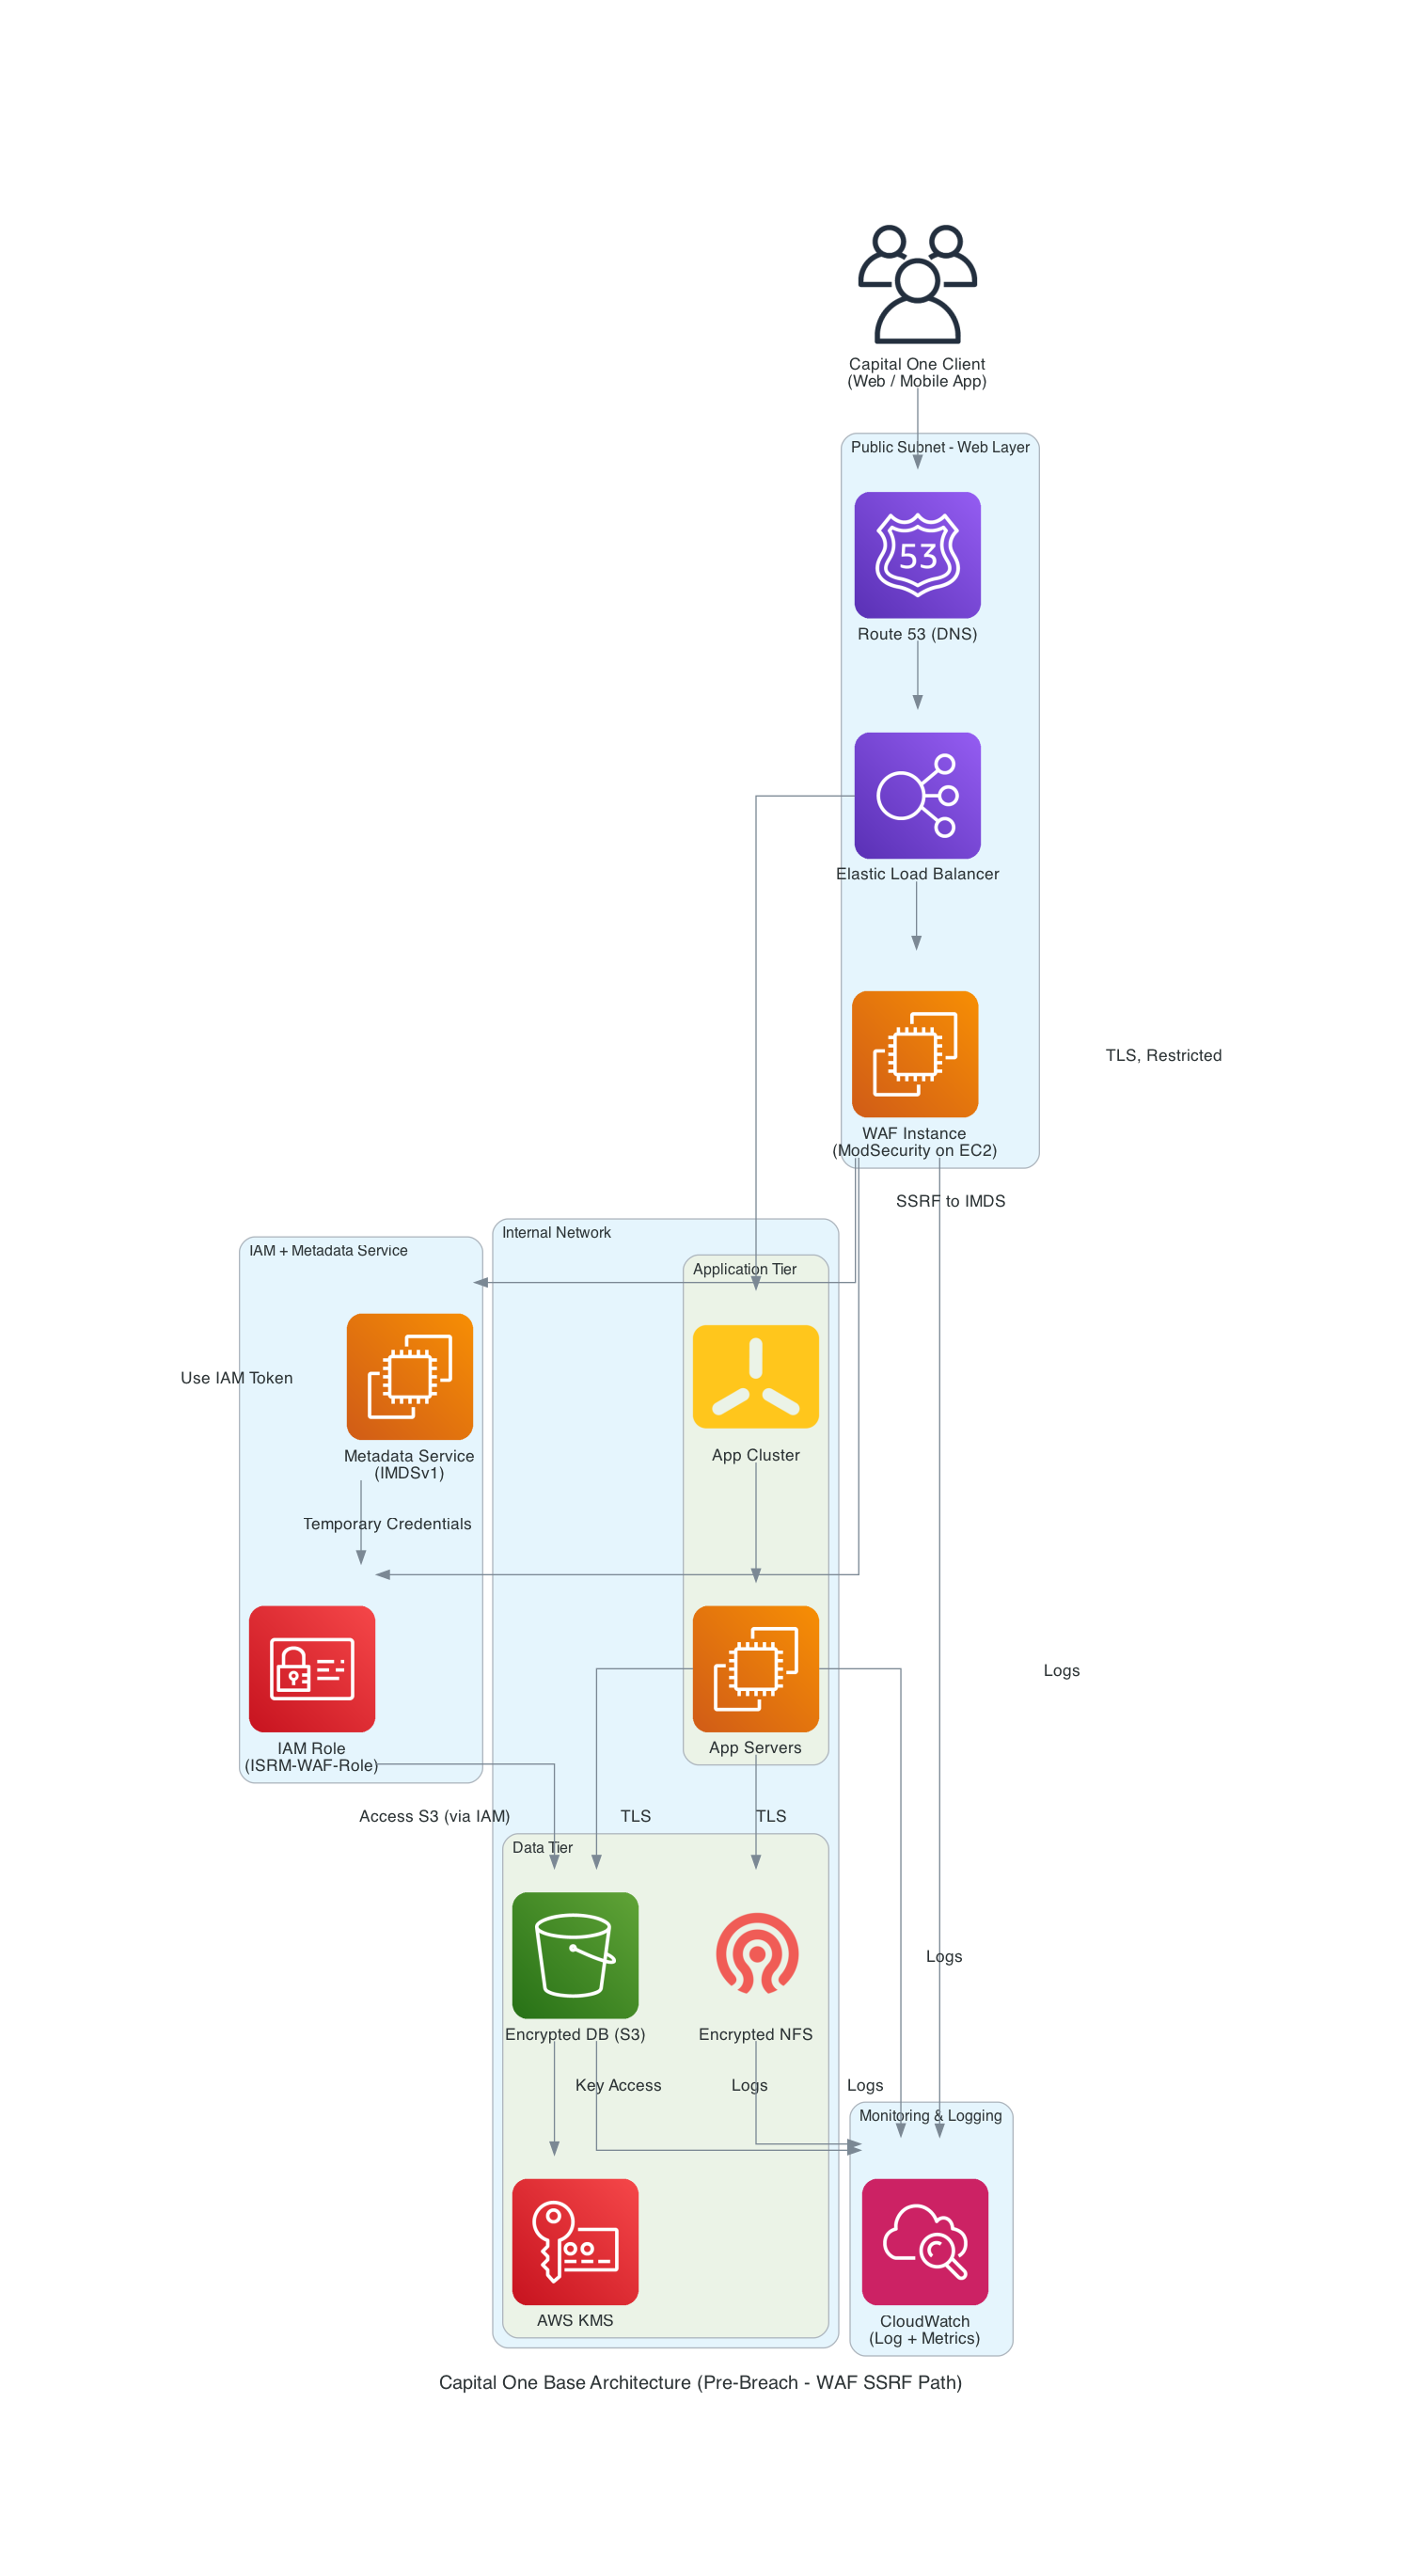 Capital One Client
(Web / Mobile App)
Public Subnet - Web Layer
53
Route 53 (DNS)
Elastic Load Balancer
TLS, Restricted
WAF Instance
(ModSecurity on EC2)
SSRF to IMDS
Internal Network
IAM + Metadata Service
Application Tier
Use IAM Token
Metadata Service
(IMDSv1)
App Cluster
Temporary Credentials
Logs
IAM Role
(ISRM-WAF-Role)
App Servers
Access S3 (via IAM)
TLS
TLS
Data Tier
Logs
Encrypted DB (S3)
Encrypted NFS
Key Access
Logs
Logs
Monitoring & Logging
AWS KMS
CloudWatch
(Log + Metrics)
Capital One Base Architecture (Pre-Breach - WAF SSRF Path)